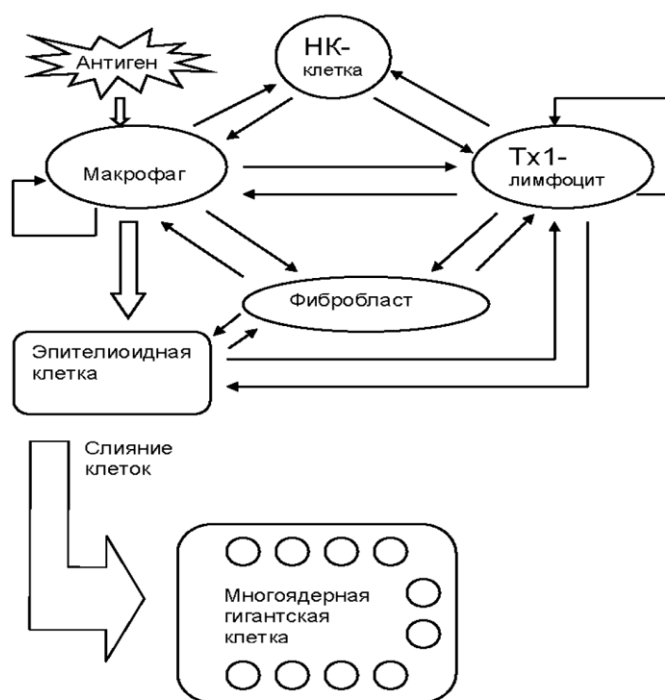 Антиген
НК-
клетка
Макрофаг
Тх1-
лимфоцит
Фибробласт
Эпителиоидная
клетка
Слияние
клеток
Многоядерная
гигантская
клетка